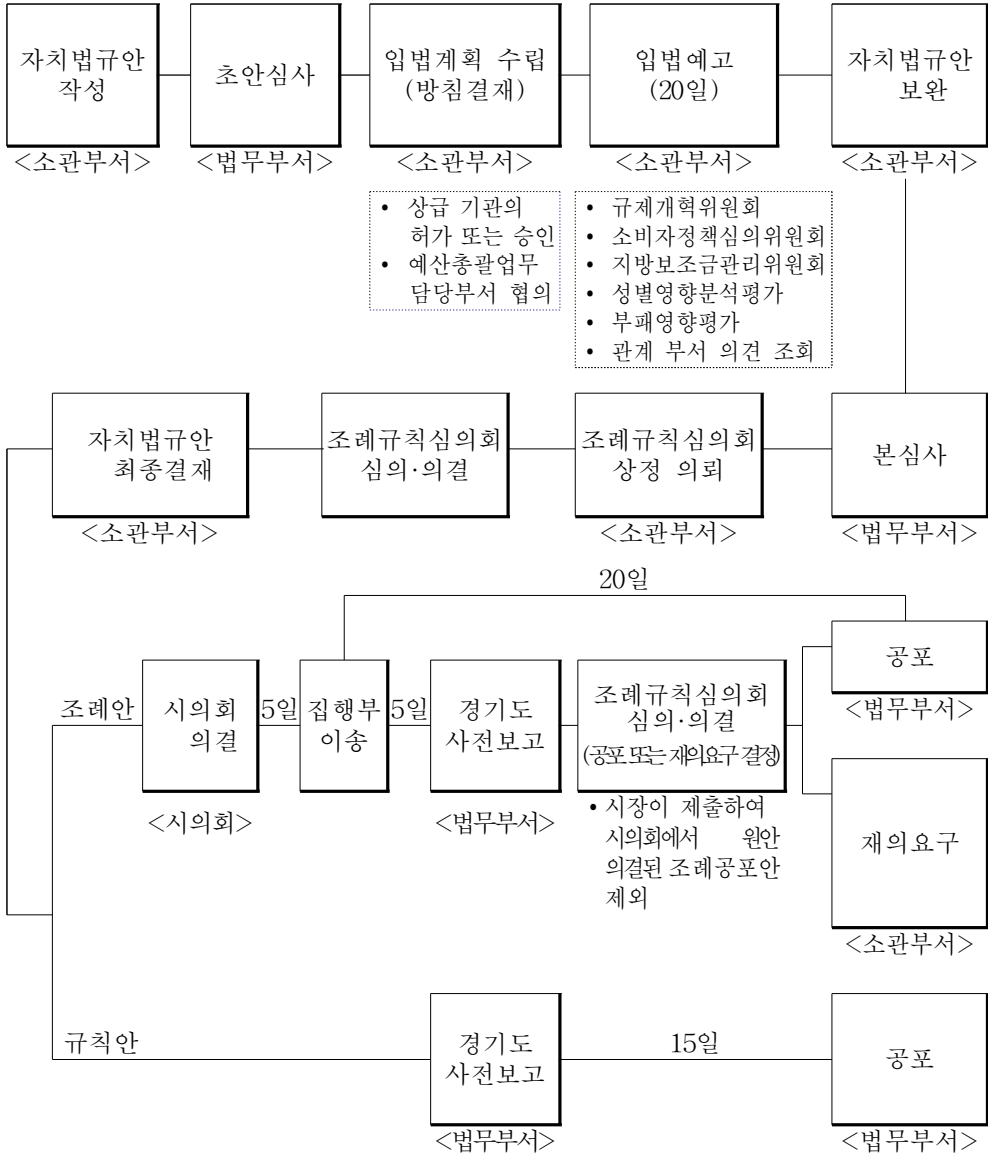 자치법규안
작성
<소관부서>
초안심사
<법무부서>
입법계획 수립
(방침결재)
<소관부서>
• 상급 기관의
허가 또는 승인
• 예산총괄업무
담당부서 협의
입법예고
(20일)
<소관부서>
• 규제개혁위원회
• 소비자정책심의위원회
• 지방보조금관리위원회
• 성별영향분석평가
• 부패영향평가
• 관계 부서 의견 조회
자치법규안
보완
<소관부서>
자치법규안
최종결재
<소관부서>
조례규칙심의회
심의·의결
조례규칙심의회
상정 의뢰
<소관부서>
본심사
<법무부서>
20일
조례안
시의회
의결
<시의회>
5일
집행부
이송
5일
경기도
사전보고
<법무부서>
조례규칙심의회
심의·의결
(공포 또는 재의요구 결정)
• 시장이 제출하여
시의회에서 원안
의결된 조례공포안
제외
공포
<법무부서>
재의요구
<소관부서>
규칙안
경기도
사전보고
<법무부서>
15일
공포
<법무부서>